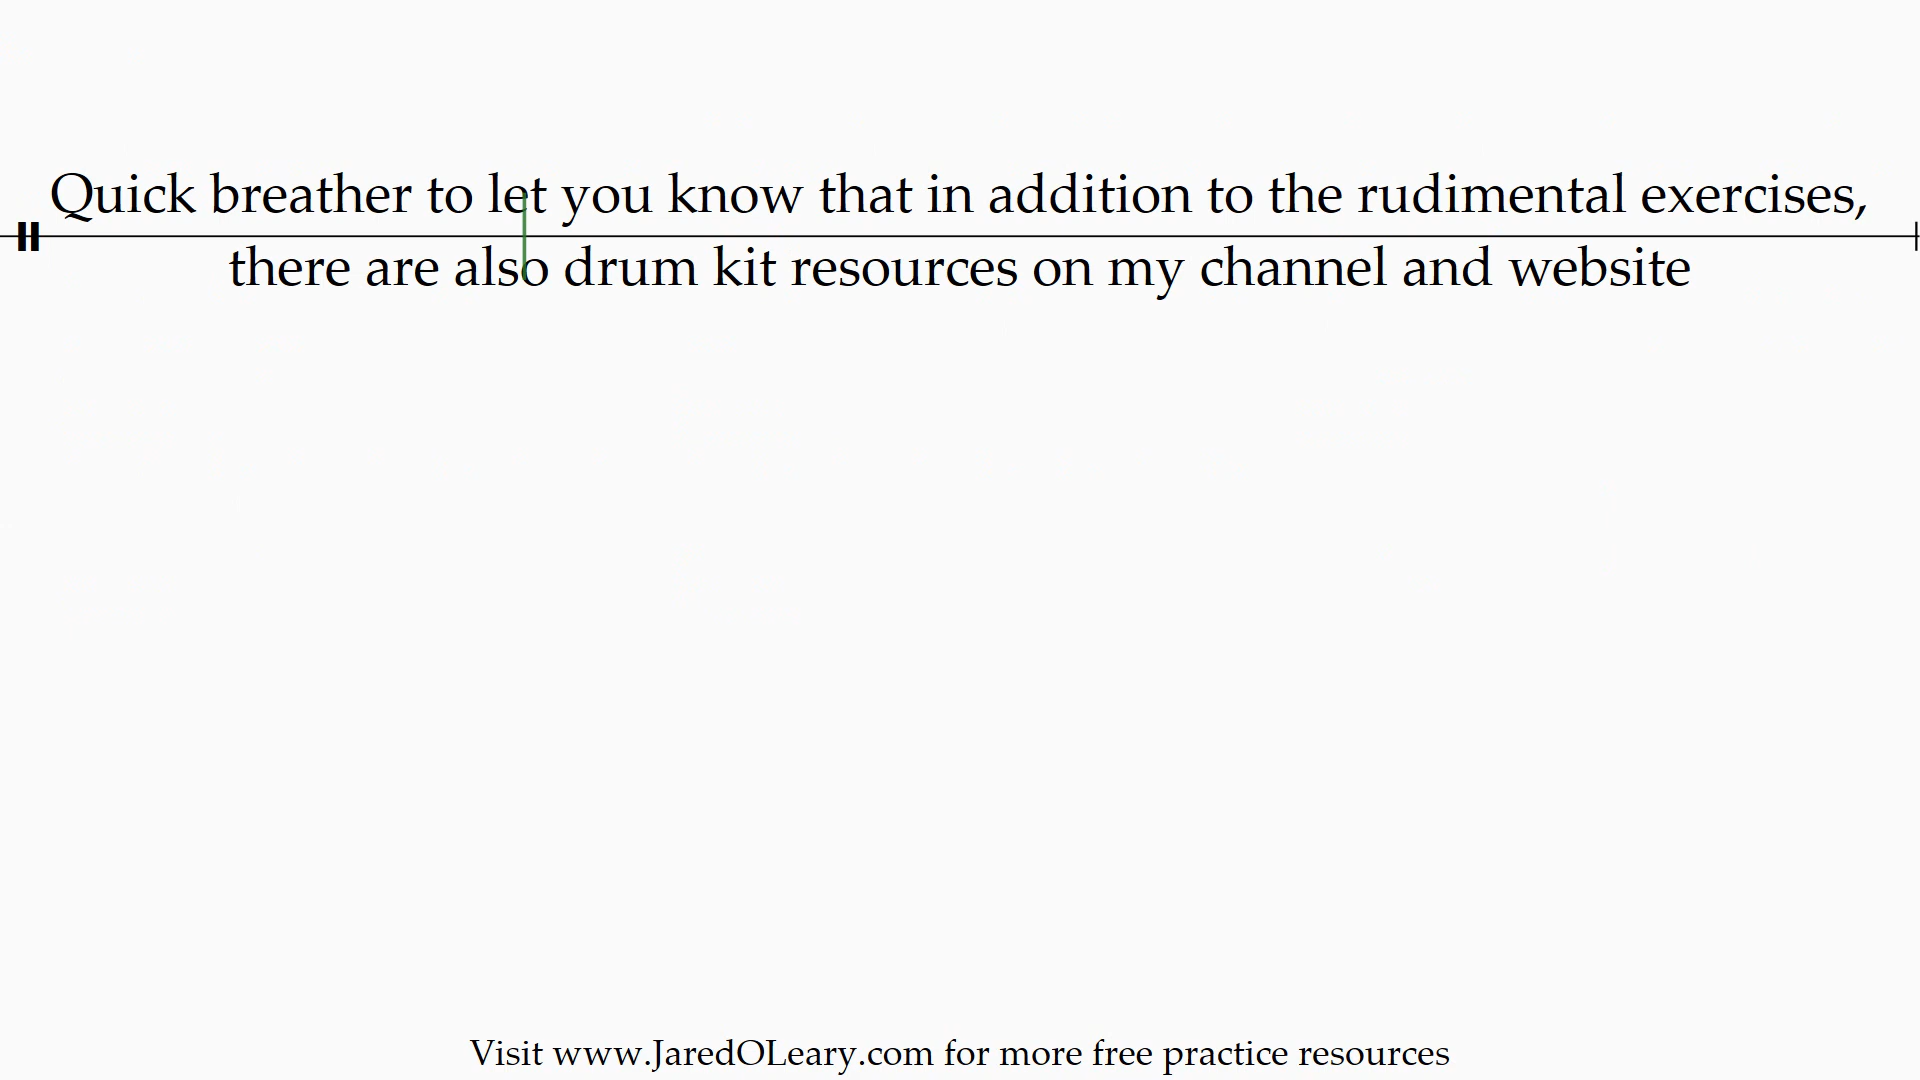 Quick breather to let you know that in addition to the rudimental exercises,
there are also drum kit resources on my channel and website
Visit www.JaredOLeary.com for more free practice resources